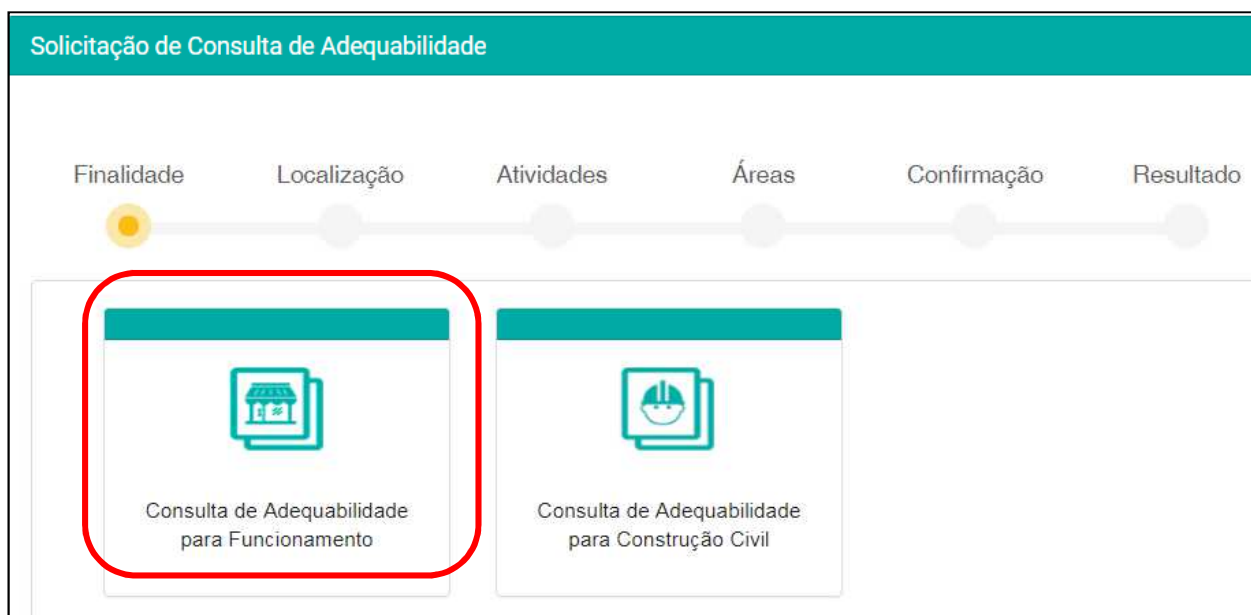 Solicitação de Consulta de Adequabilidade
Finalidade Localização Atividades Áreas Confirmação Resultado
Consulta de Adequabilidade
para Funcionamento
Consulta de Adequabilidade
para Construção Civil